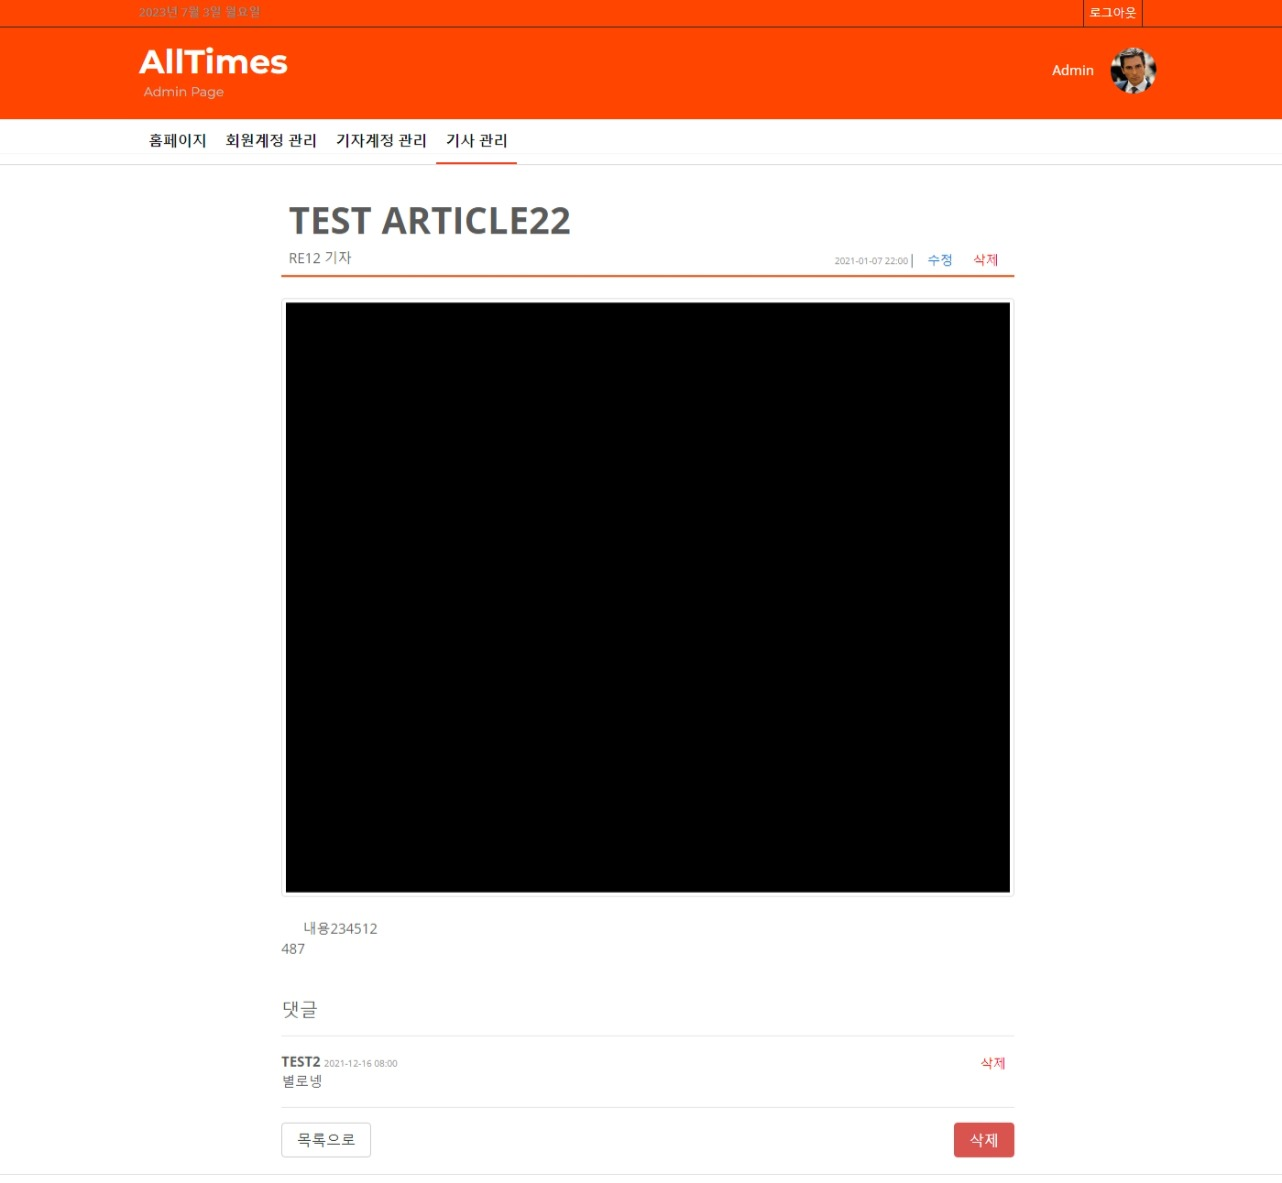 2023년 7월 3일 월요일
로그아웃
AllTimes
Admin Page
Admin
홈페이지 회원계정 관리 기자계정 관리 기사 관리
TEST ARTICLE22
RE12 기자
2021-01-07 22:00 | 수정 삭제
내용234512
487
댓글
TEST2 2021-12-16 08:00 삭제
별로넹
목록으로 삭제